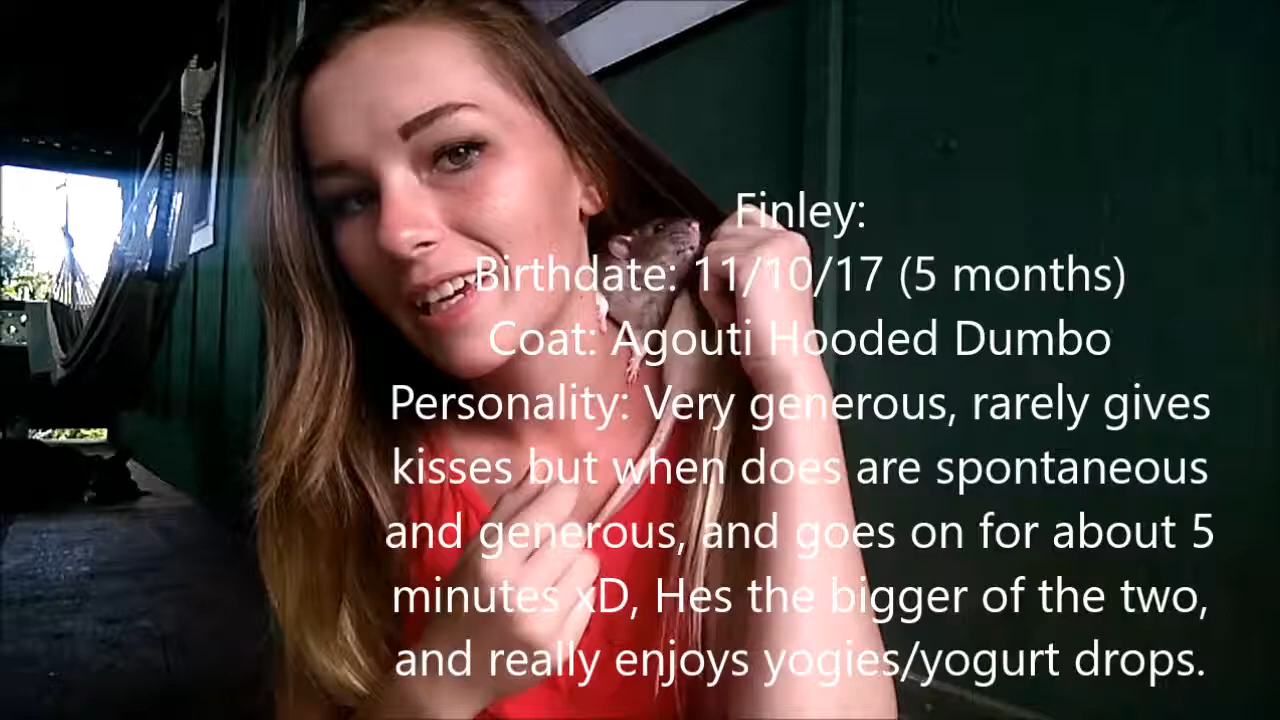 Finley:
Birthdate: 11/10/17 (5 months)
Coat: Agouti Hooded Dumbo
Personality: Very generous, rarely gives
kisses but when does are spontaneous
and generous, and goes on for about 5
minutes xD, Hes the bigger of the two,
and really enjoys yogies/yogurt drops.